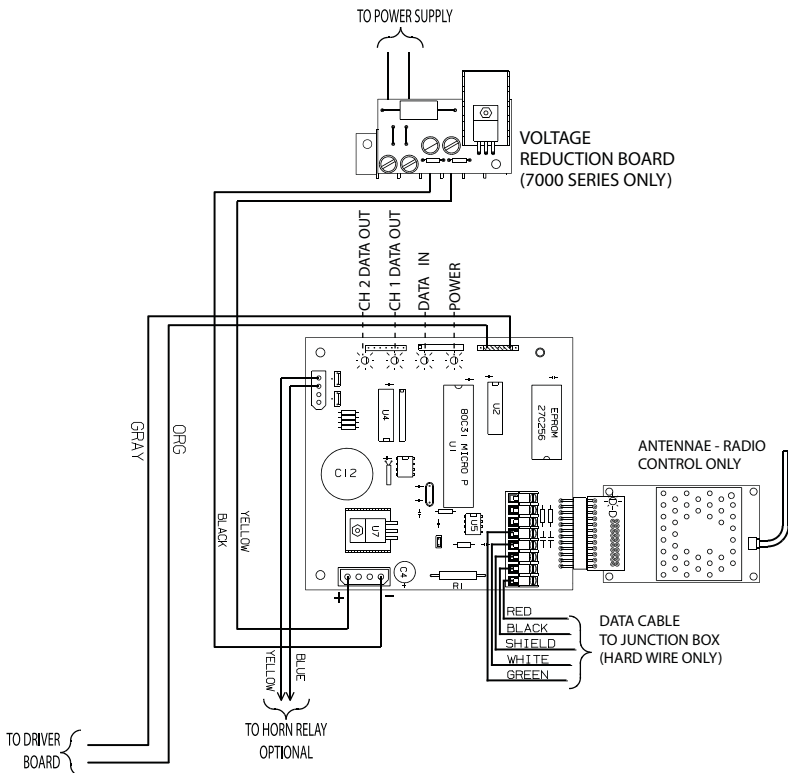 TO POWER SUPPLY
VOLTAGE
REDUCTION BOARD
(7000 SERIES ONLY)
CH 2 DATA OUT
CH 1 DATA OUT
DATA IN
POWER
GRAY
ORG
BLACK
YELLOW
U4
80C31 MICRO P
U1
U2
EPROM
27C256
C12
U7
U5
C4
+
R1
+
−
ANTENNAE - RADIO
CONTROL ONLY
D-D
RED
BLACK
SHIELD
WHITE
GREEN
DATA CABLE
TO JUNCTION BOX
(HARD WIRE ONLY)
YELLOW
BLUE
TO HORN RELAY
OPTIONAL
TO DRIVER
BOARD